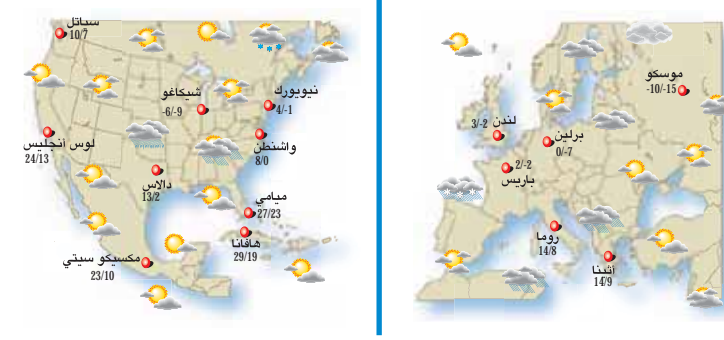 سياتل
10/7
شيكاغو
-6/-9
نيويورك
4/-1
لوس أنجليس
24/13
واشنطن
8/0
دالاس
13/2
ميامي
27/23
هافانا
29/19
مكسيكو سيتي
23/10
موسكو
-10/-15
لندن
3/-2
برلين
0/-7
2/-2
باريس
روما
14/8
أثينا
14/9